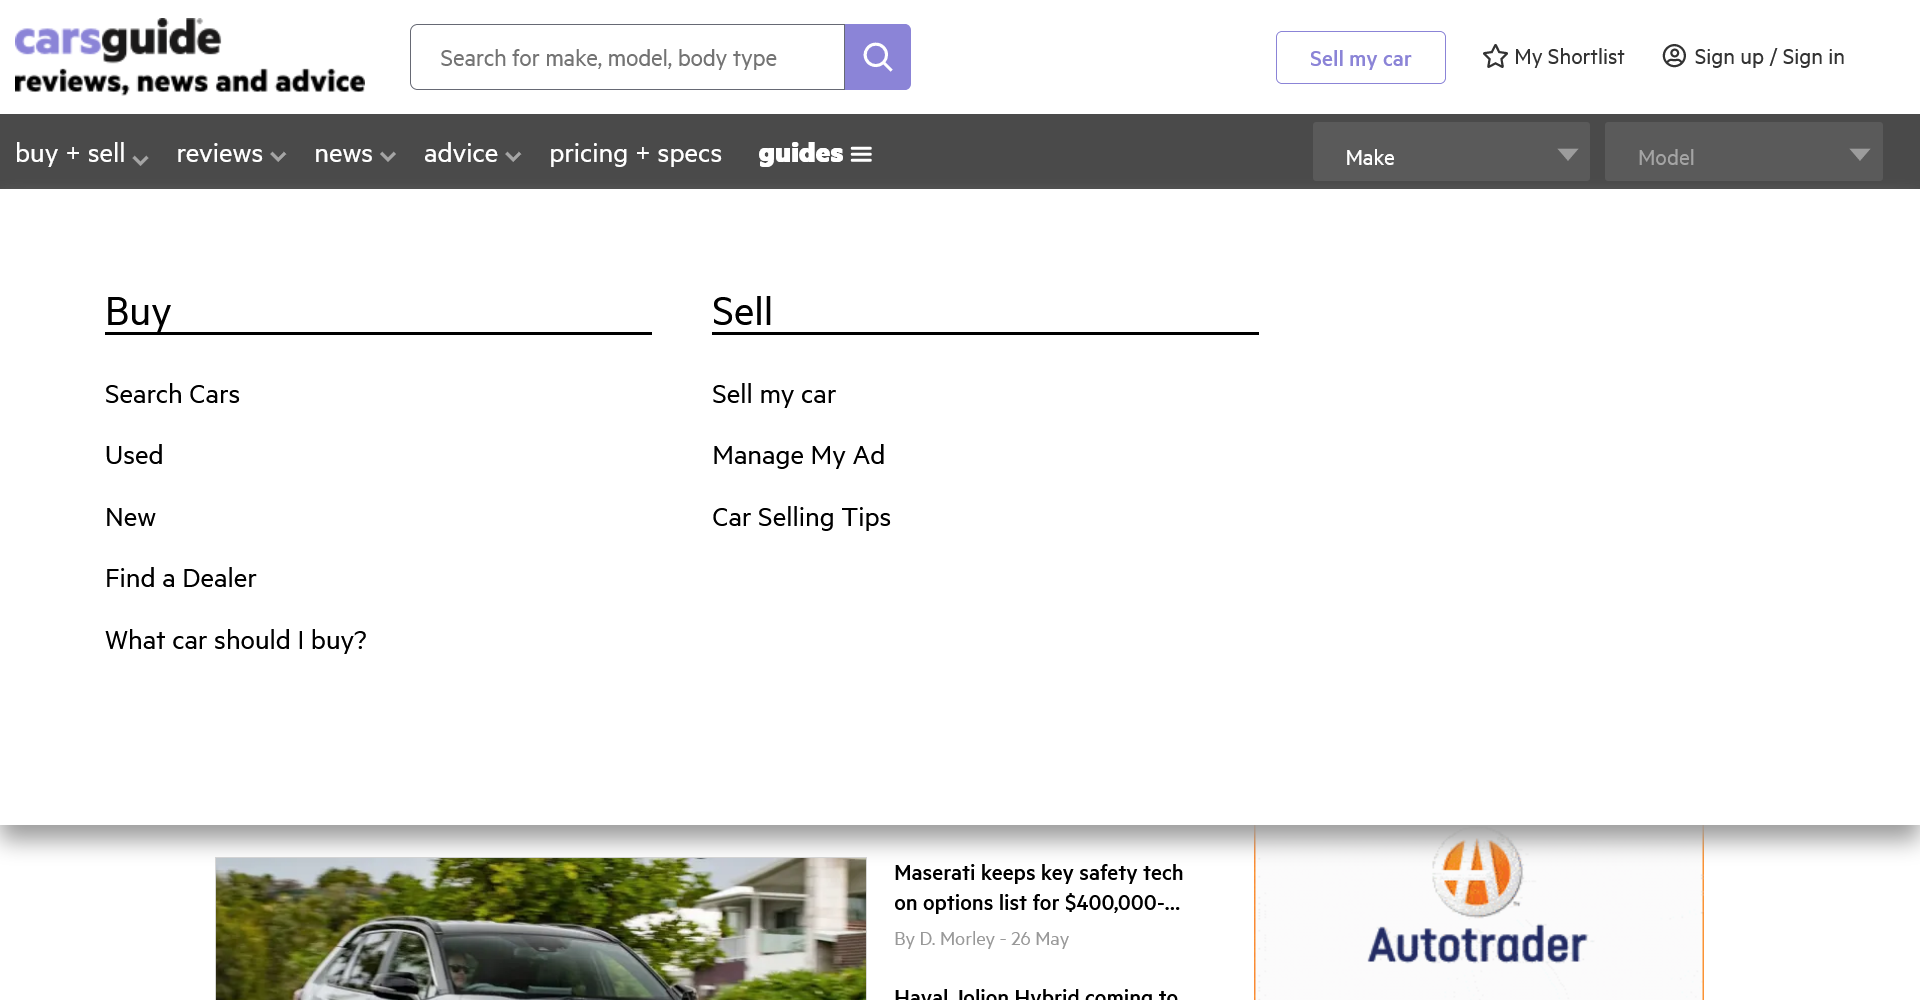 carsguide
reviews, news and advice
Search for make, model, body type
Sell my car
My Shortlist
Sign up / Sign in
buy + sell
reviews
news
advice
pricing + specs
guides
Make
Model
Buy
Search Cars
Used
New
Find a Dealer
What car should I buy?
Sell
Sell my car
Manage My Ad
Car Selling Tips
Maserati keeps key safety tech
on options list for $400,000-...
By D. Morley - 26 May
Haval Jolion Hybrid coming to
Autotrader